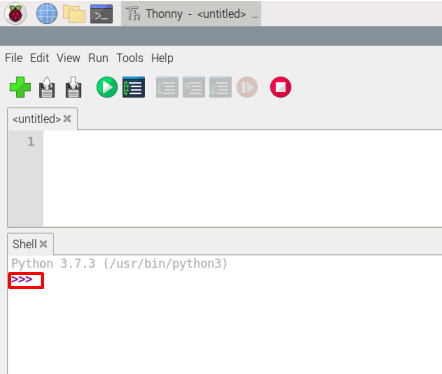 Thonny - <untitled> ...
File Edit View Run Tools Help
<untitled>
1
Shell
Python 3.7.3 (/usr/bin/python3)
>>>